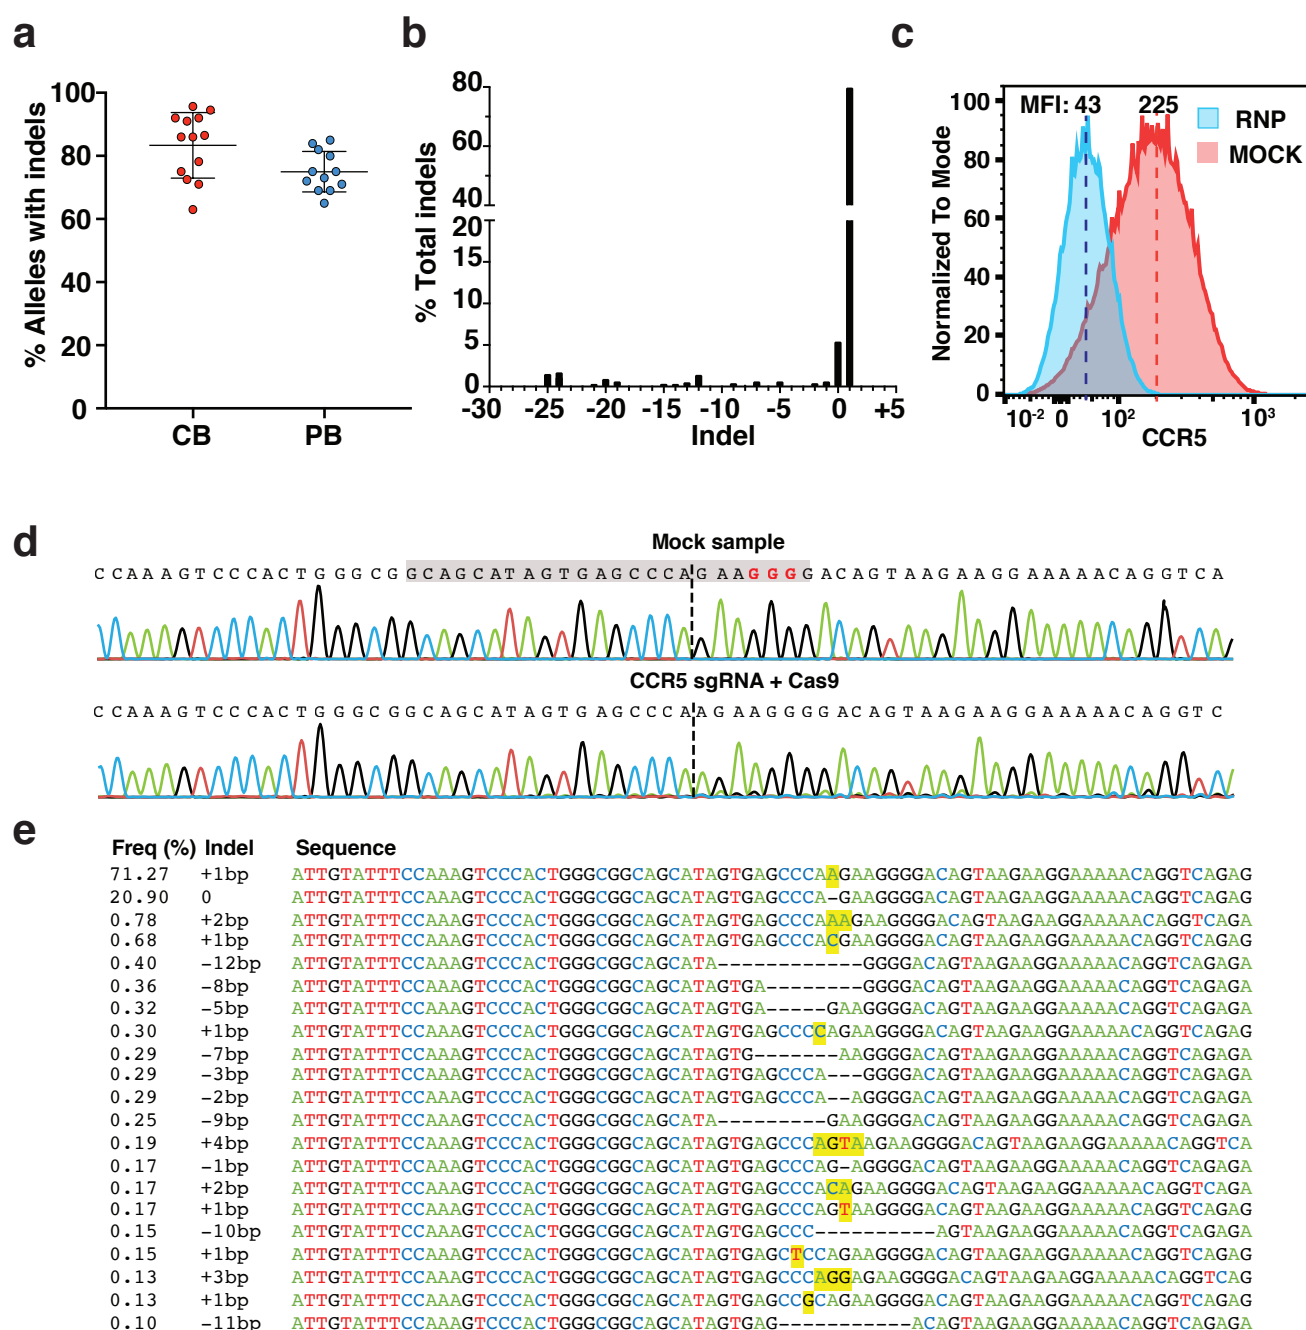 a
b
c
% Alleles with indels
100
80
60
40
20
0
CB
PB
% Total indels
80
60
40
20
15
10
5
0
-30
-25
-20
-15
-10
-5
0
+5
Indel
Normalized To Mode
100
80
60
40
20
0
MFI: 43
225
RNP
MOCK
10-2
0
10²
10³
CCR5
d
Mock sample
CCAAAGTCCCACTGGGCGGCAGCATAGTGAGCCCAGAAGGGGACAGTAAGAAGGAAAAACAGGTCA
CCR5 sgRNA + Cas9
CCAAAGTCCCACTGGGCGGCAGCATAGTGAGCCCAAGAAGGGGACAGTAAGAAGGAAAAACAGGTC
e
Freq (%) Indel Sequence
71.27 +1bp ATTGTATTTCCAAAGTCCCACTGGGCGGCAGCATAGTGAGCCCAAGAAGGGGACAGTAAGAAGGAAAAACAGGTCAGAG
20.90 0 ATTGTATTTCCAAAGTCCCACTGGGCGGCAGCATAGTGAGCCCA-GAAGGGGACAGTAAGAAGGAAAAACAGGTCAGAG
0.78 +2bp ATTGTATTTCCAAAGTCCCACTGGGCGGCAGCATAGTGAGCCCAAAGAAGGGGACAGTAAGAAGGAAAAACAGGTCAGA
0.68 +1bp ATTGTATTTCCAAAGTCCCACTGGGCGGCAGCATAGTGAGCCCACGAAGGGGACAGTAAGAAGGAAAAACAGGTCAGAG
0.40 -12bp ATTGTATTTCCAAAGTCCCACTGGGCGGCAGCATA------------GGGGACAGTAAGAAGGAAAAACAGGTCAGAGA
0.36 -8bp ATTGTATTTCCAAAGTCCCACTGGGCGGCAGCATAGTGA--------GGGGACAGTAAGAAGGAAAAACAGGTCAGAGA
0.32 -5bp ATTGTATTTCCAAAGTCCCACTGGGCGGCAGCATAGTGA-----GAAGGGGACAGTAAGAAGGAAAAACAGGTCAGAGA
0.30 +1bp ATTGTATTTCCAAAGTCCCACTGGGCGGCAGCATAGTGAGCCCCAGAAGGGGACAGTAAGAAGGAAAAACAGGTCAGAG
0.29 -7bp ATTGTATTTCCAAAGTCCCACTGGGCGGCAGCATAGTG-------AAGGGGACAGTAAGAAGGAAAAACAGGTCAGAGA
0.29 -3bp ATTGTATTTCCAAAGTCCCACTGGGCGGCAGCATAGTGAGCCCA---GGGGACAGTAAGAAGGAAAAACAGGTCAGAGA
0.29 -2bp ATTGTATTTCCAAAGTCCCACTGGGCGGCAGCATAGTGAGCCCA--AGGGGACAGTAAGAAGGAAAAACAGGTCAGAGA
0.25 -9bp ATTGTATTTCCAAAGTCCCACTGGGCGGCAGCATA---------GAAGGGGACAGTAAGAAGGAAAAACAGGTCAGAGA
0.19 +4bp ATTGTATTTCCAAAGTCCCACTGGGCGGCAGCATAGTGAGCCCAGTAAGAAGGGGACAGTAAGAAGGAAAAACAGGTCA
0.17 -1bp ATTGTATTTCCAAAGTCCCACTGGGCGGCAGCATAGTGAGCCCAG-AGGGGACAGTAAGAAGGAAAAACAGGTCAGAGA
0.17 +2bp ATTGTATTTCCAAAGTCCCACTGGGCGGCAGCATAGTGAGCCCACAGAAGGGGACAGTAAGAAGGAAAAACAGGTCAGA
0.17 +1bp ATTGTATTTCCAAAGTCCCACTGGGCGGCAGCATAGTGAGCCCAGTAAGGGGACAGTAAGAAGGAAAAACAGGTCAGAG
0.15 -10bp ATTGTATTTCCAAAGTCCCACTGGGCGGCAGCATAGTGAGCCC----------AGTAAGAAGGAAAAACAGGTCAGAGA
0.15 +1bp ATTGTATTTCCAAAGTCCCACTGGGCGGCAGCATAGTGAGCTCCAGAAGGGGACAGTAAGAAGGAAAAACAGGTCAGAG
0.13 +3bp ATTGTATTTCCAAAGTCCCACTGGGCGGCAGCATAGTGAGCCCAGGAGAAGGGGACAGTAAGAAGGAAAAACAGGTCAG
0.13 +1bp ATTGTATTTCCAAAGTCCCACTGGGCGGCAGCATAGTGAGCCGCAGAAGGGGACAGTAAGAAGGAAAAACAGGTCAGAG
0.10 -11bp ATTGTATTTCCAAAGTCCCACTGGGCGGCAGCATAGTGAG-----------ACAGTAAGAAGGAAAAACAGGTCAGAGA